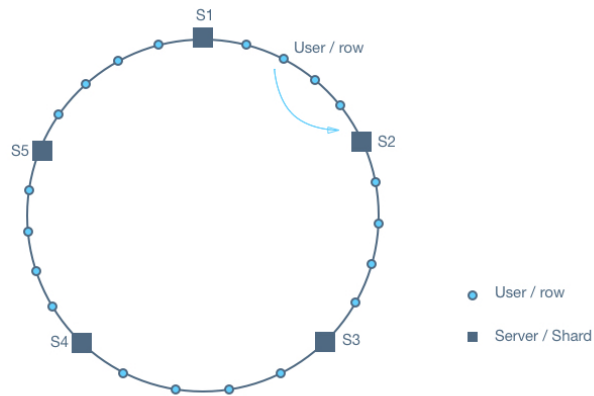 S1
User / row
S2
S5
S4
S3
User / row
Server / Shard